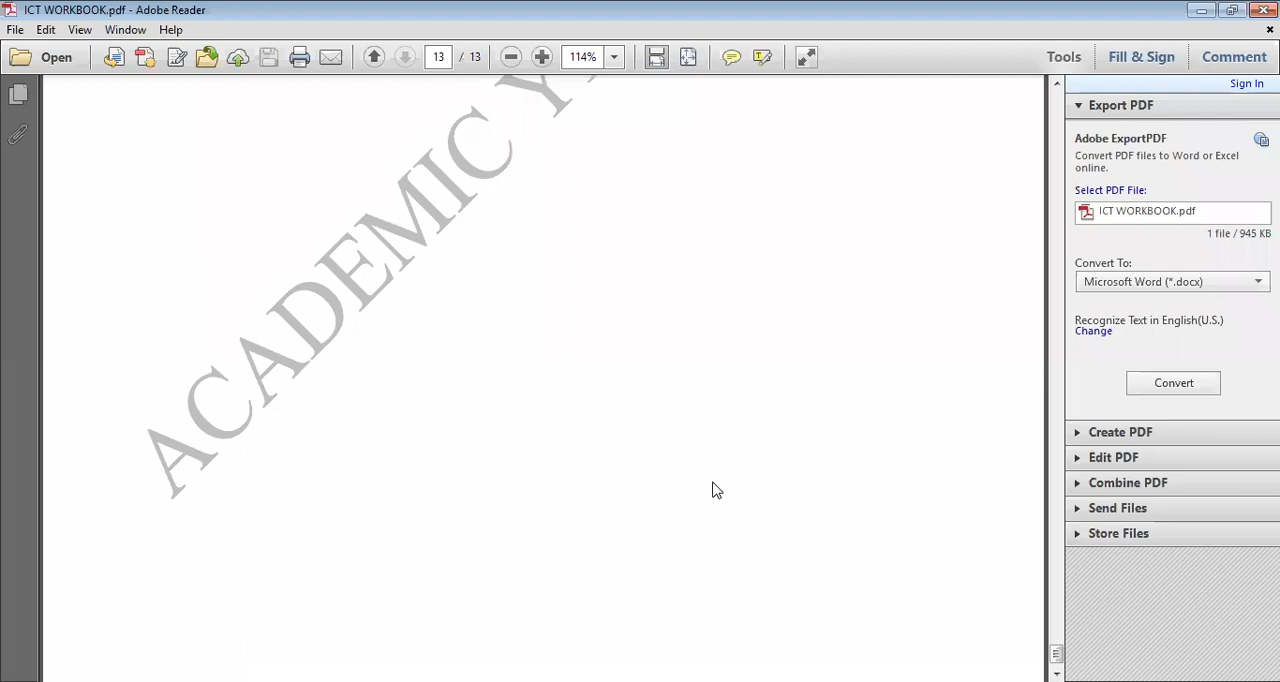 ICT WORKBOOK.pdf - Adobe Reader
File Edit View Window Help
Open 13 / 13 114% Tools Fill & Sign Comment
Sign In
Export PDF
Adobe ExportPDF
Convert PDF files to Word or Excel
online.
Select PDF File:
ICT WORKBOOK.pdf
1 file / 945 KB
Convert To:
Microsoft Word (*.docx)
Recognize Text in English(U.S.)
Change
Convert
Create PDF
Edit PDF
Combine PDF
Send Files
Store Files
ACADEMIC Y